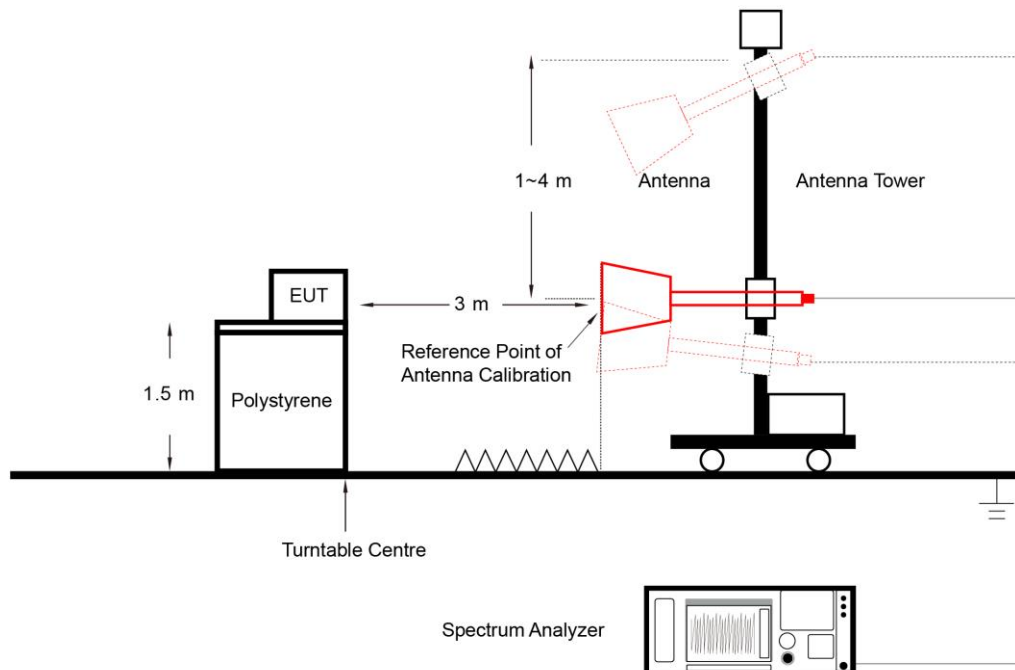 1~4 m
Antenna
Antenna Tower
EUT
3 m
Reference Point of
Antenna Calibration
1.5 m
Polystyrene
Turntable Centre
Spectrum Analyzer